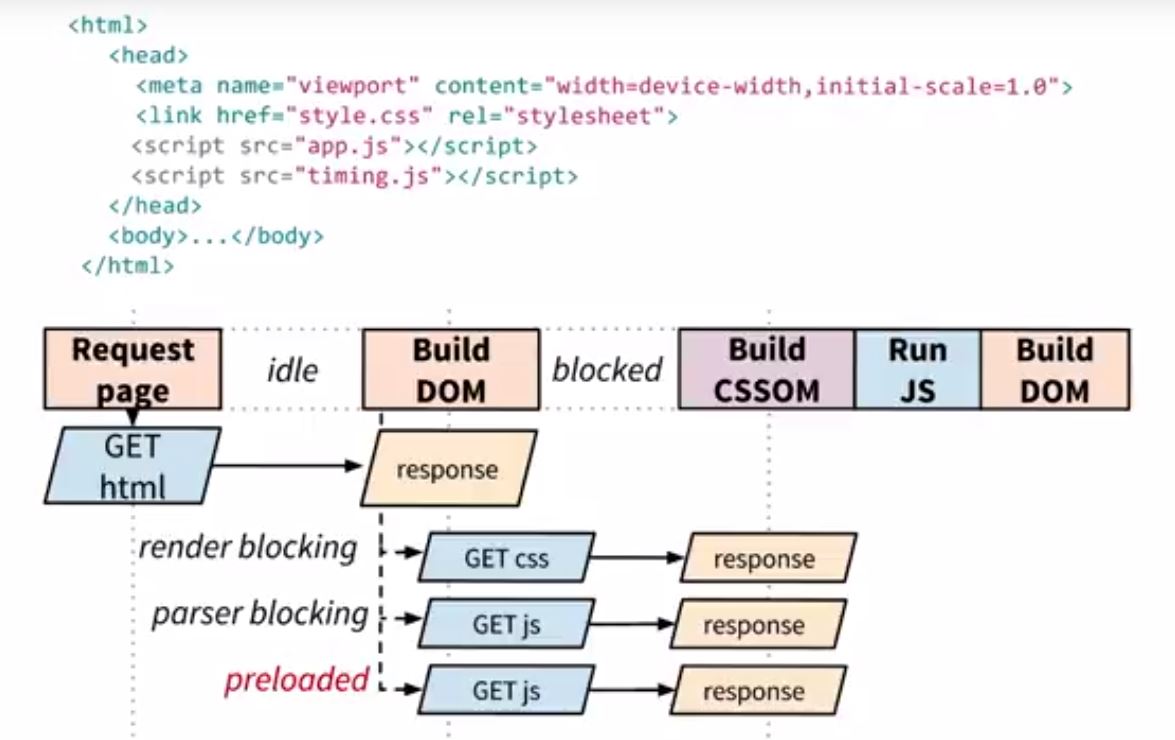 <html>
<head>
<meta name="viewport" content="width=device-width,initial-scale=1.0">
<link href="style.css" rel="stylesheet">
<script src="app.js"></script>
<script src="timing.js"></script>
</head>
<body>...</body>
</html>
Request
page
idle
Build
DOM
blocked
Build
CSSOM
Run
JS
Build
DOM
GET
html
response
render blocking
GET css
response
parser blocking
GET js
response
preloaded
GET js
response